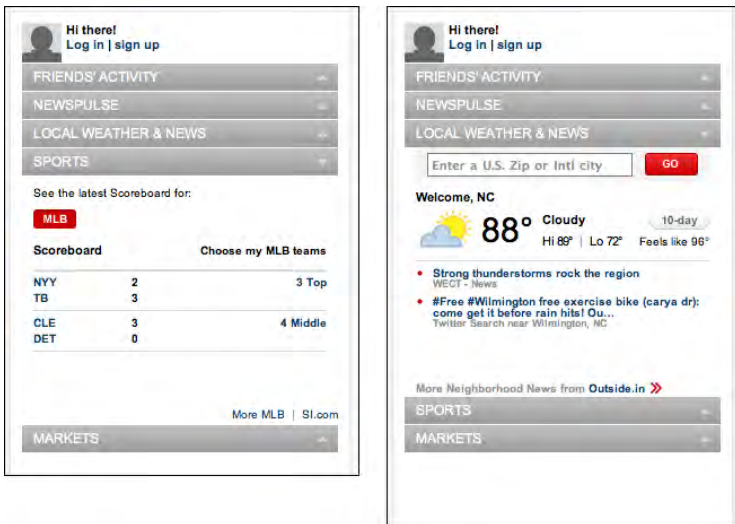 Hi there!
Log in | sign up
FRIENDS' ACTIVITY
NEWSPULSE
LOCAL WEATHER & NEWS
SPORTS
See the latest Scoreboard for:
MLB
Scoreboard Choose my MLB teams
NYY 2 3 Top
TB 3
CLE 3 4 Middle
DET 0
More MLB | SI.com
MARKETS
Hi there!
Log in | sign up
FRIENDS' ACTIVITY
NEWSPULSE
LOCAL WEATHER & NEWS
Enter a U.S. Zip or Intl city GO
Welcome, NC
88° Cloudy 10-day
Hi 89° | Lo 72° Feels like 96°
Strong thunderstorms rock the region
WECT - News
#Free #Wilmington free exercise bike (carya dr):
come get it before rain hits! Ou...
Twitter Search near Wilmington, NC
More Neighborhood News from Outside.in
SPORTS
MARKETS